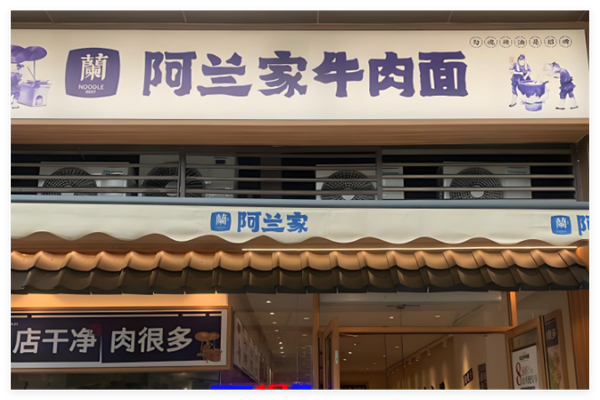 蘭
NOODLE
阿兰家牛肉面
蘭 阿兰家
蘭 阿
店干净 肉很多